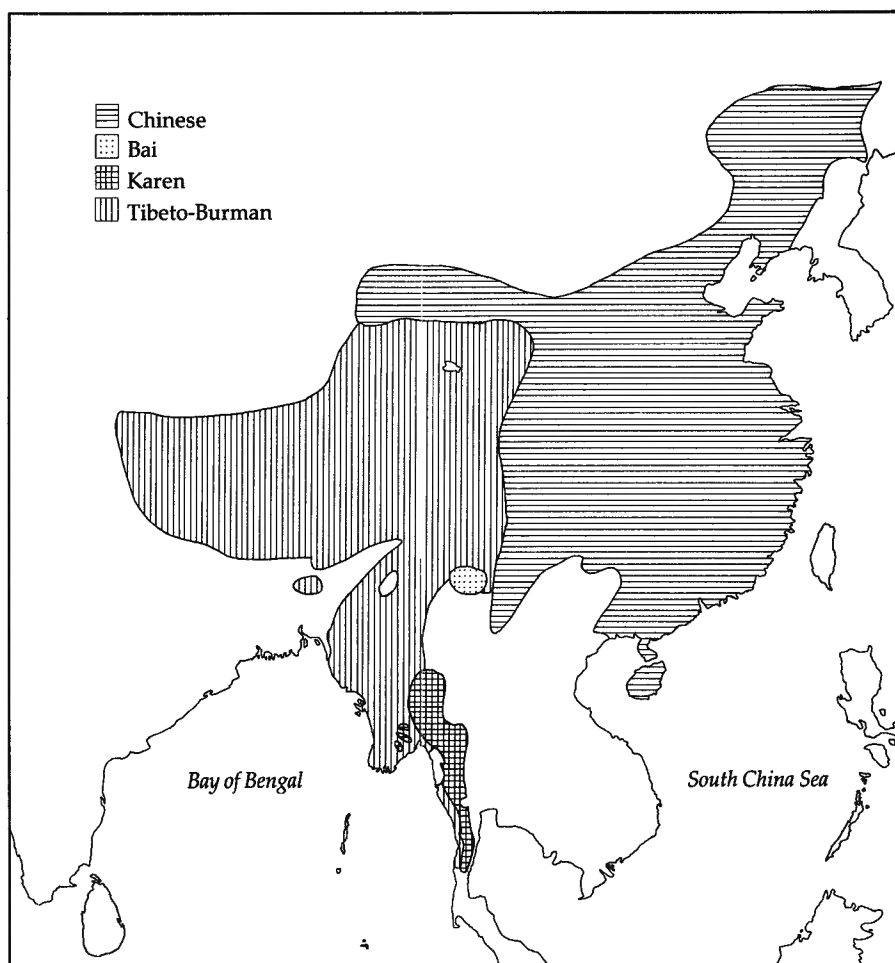 Chinese
Bai
Karen
Tibeto-Burman
Bay of Bengal
South China Sea